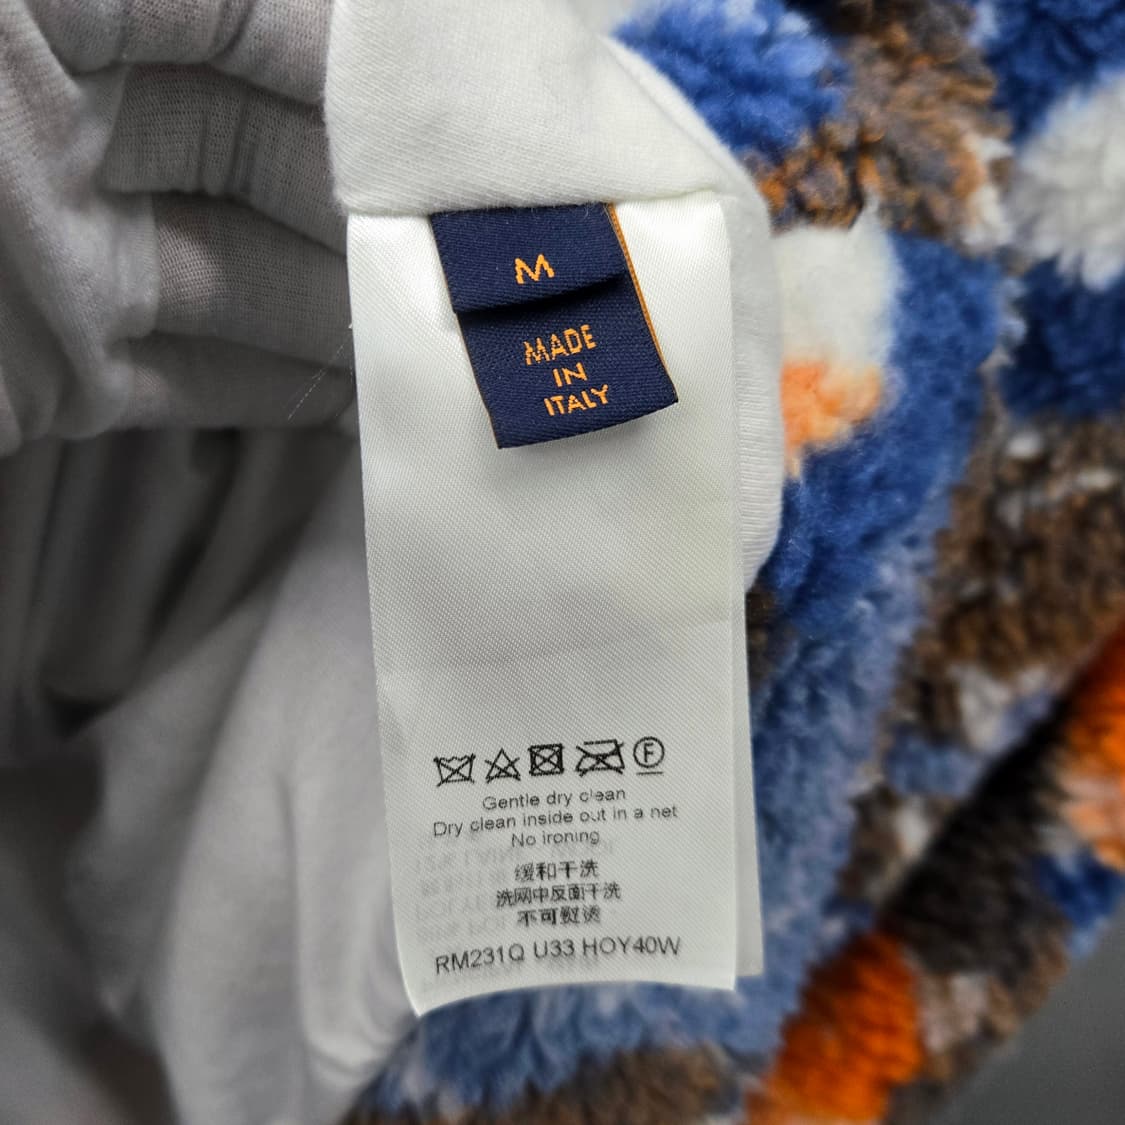 M
MADE
IN
ITALY
F
Gentle dry clean
Dry clean inside out in a net
No ironing
缓和干洗
洗网中反面干洗
不可熨烫
RM231Q U33 HOY40W